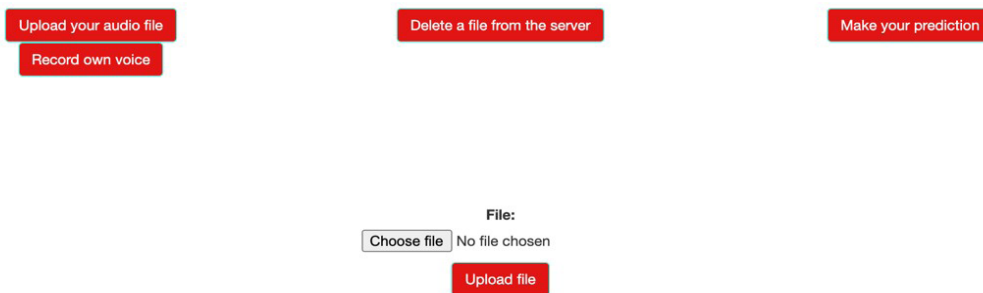 Upload your audio file
Delete a file from the server
Make your prediction
Record own voice
File:
Choose file No file chosen
Upload file